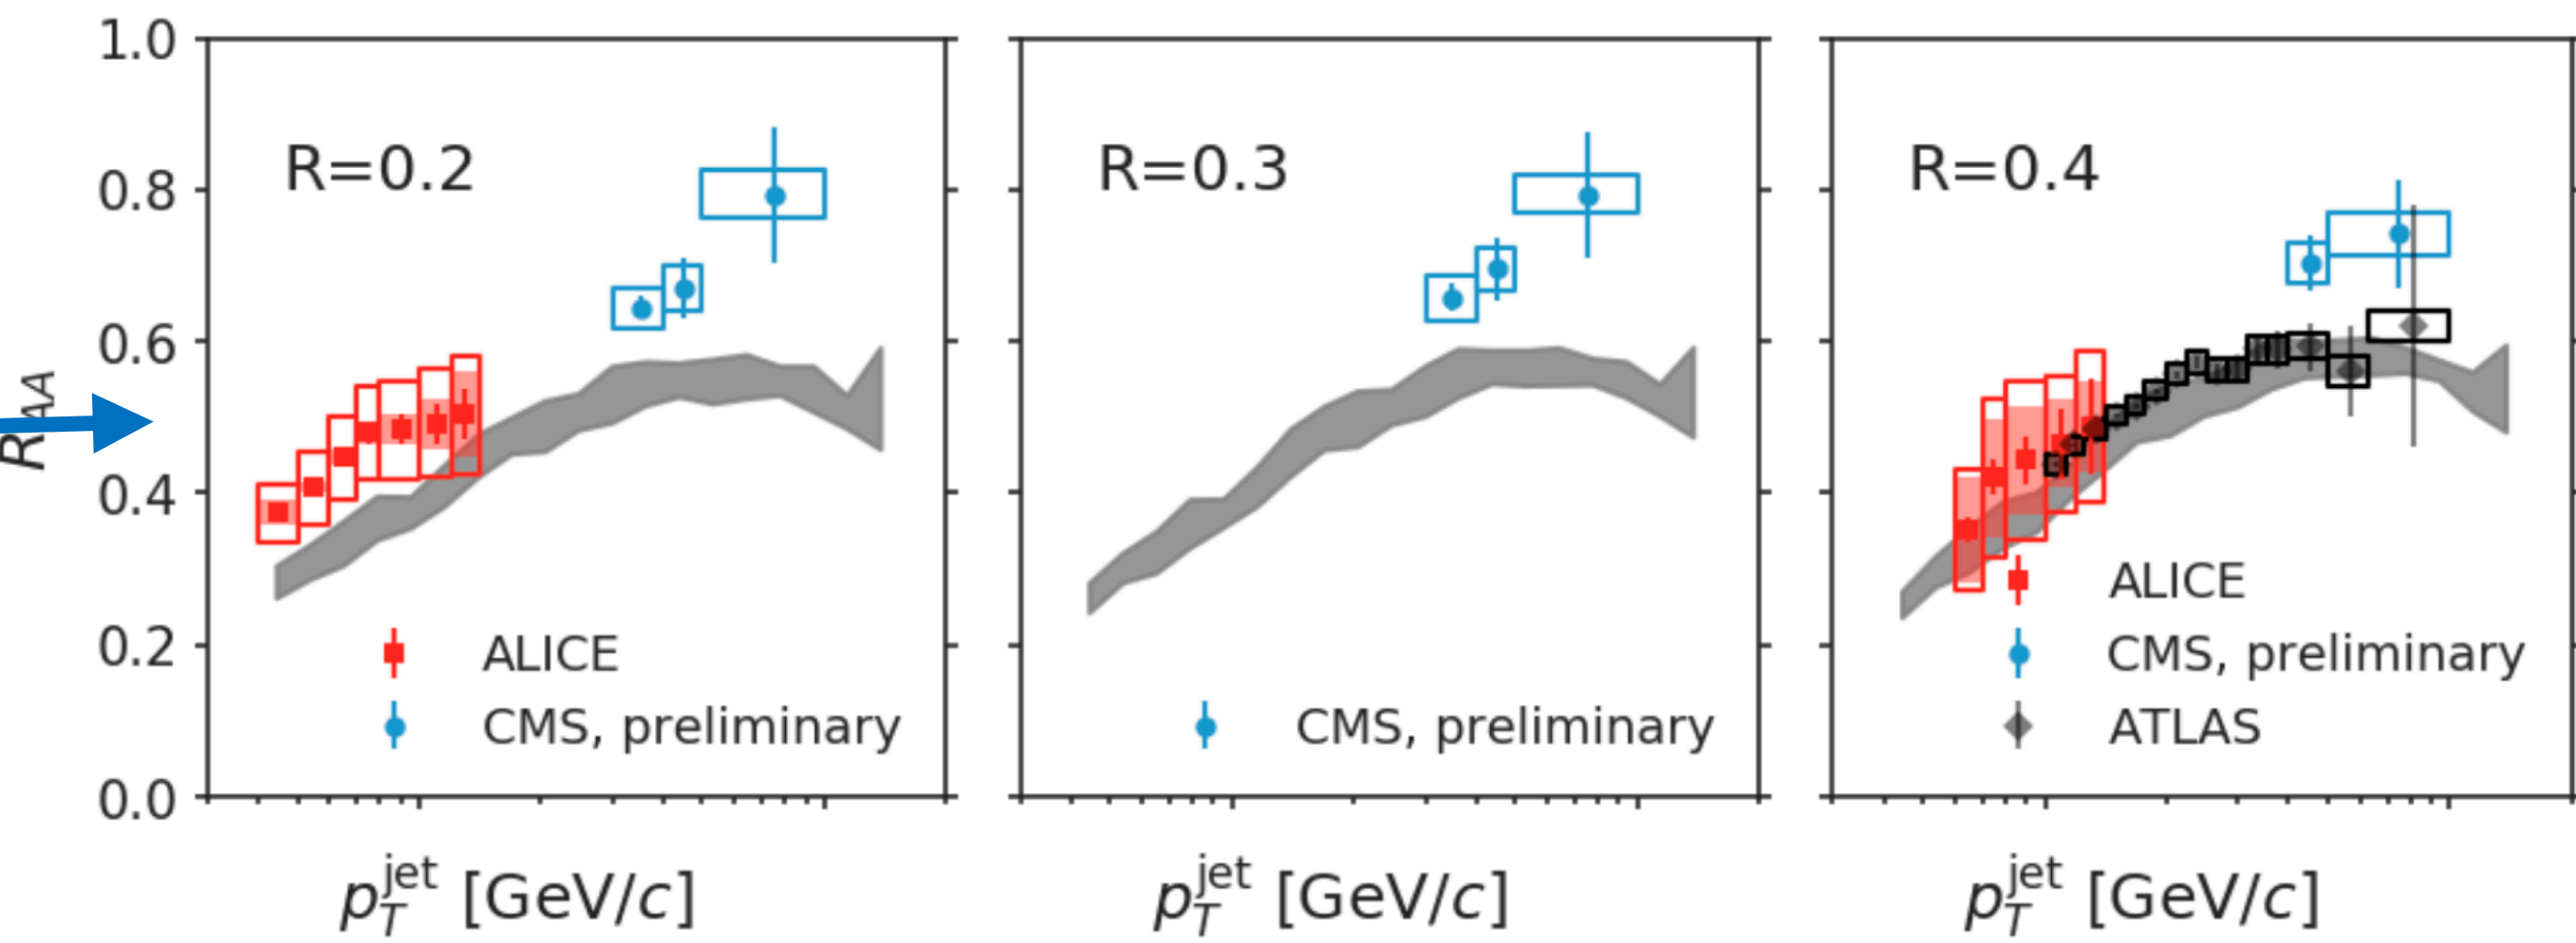 1.0
0.8
0.6
0.4
0.2
0.0
R_AA
R=0.2
ALICE
CMS, preliminary
p_T^jet [GeV/c]
R=0.3
CMS, preliminary
p_T^jet [GeV/c]
R=0.4
ALICE
CMS, preliminary
ATLAS
p_T^jet [GeV/c]